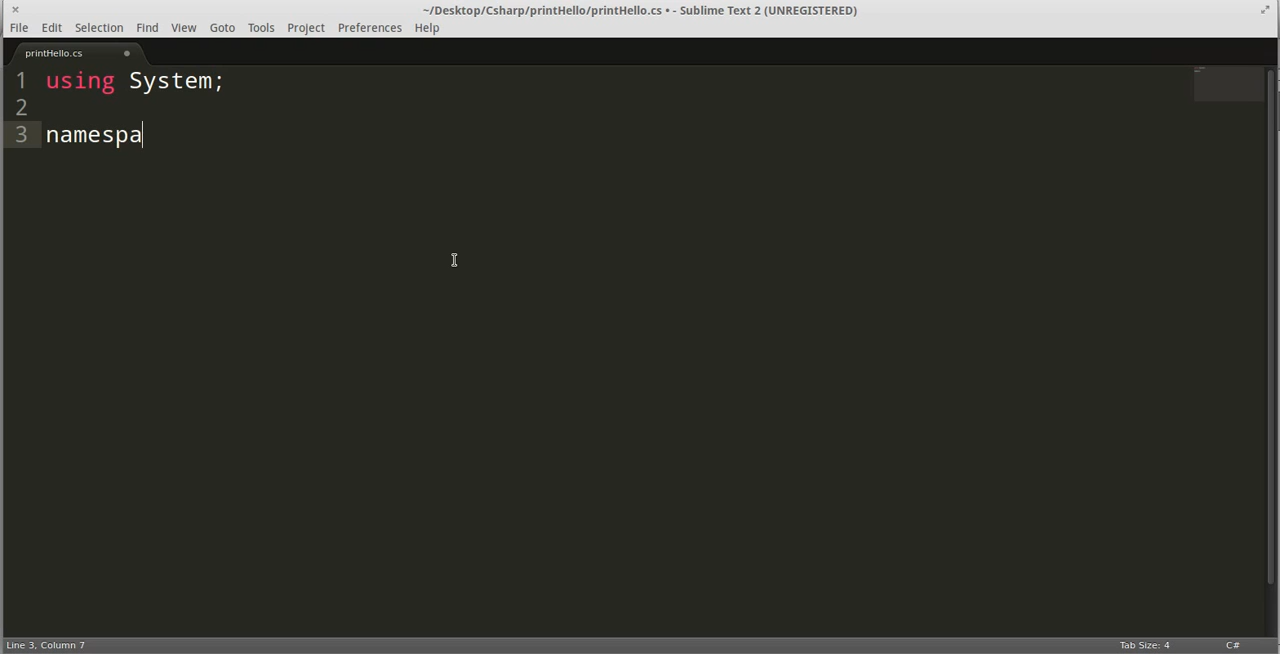 ~/Desktop/Csharp/printHello/printHello.cs • - Sublime Text 2 (UNREGISTERED)
File Edit Selection Find View Goto Tools Project Preferences Help
printHello.cs
1 using System;
2
3 namespa
Line 3, Column 7 Tab Size: 4 C#